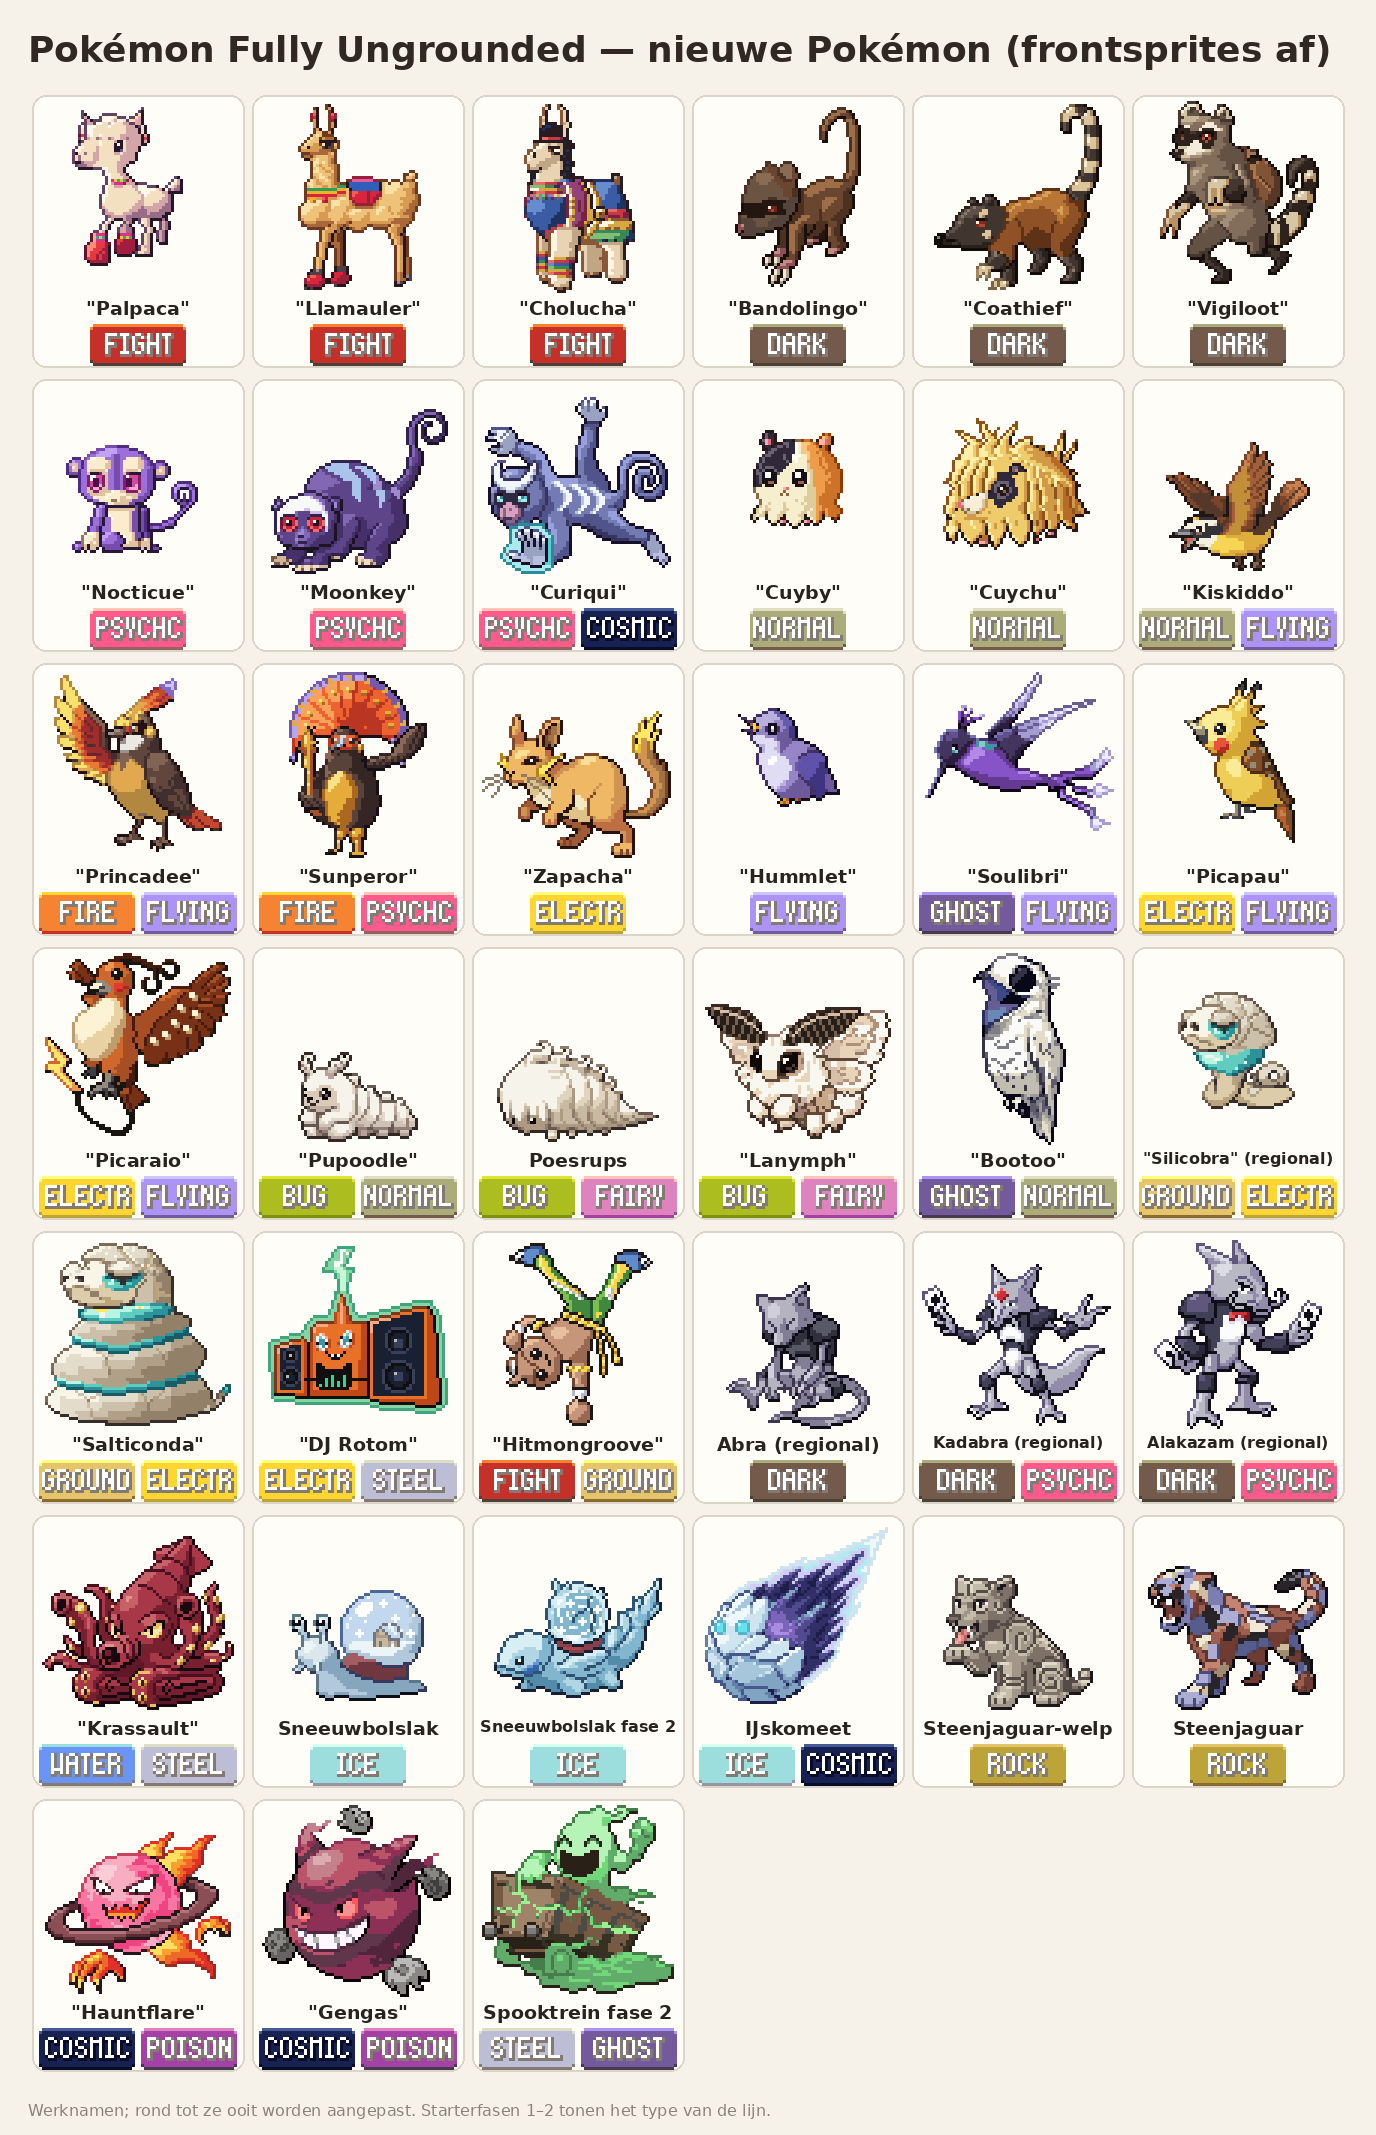 Pokémon Fully Ungrounded — nieuwe Pokémon (frontsprites af)
"Palpaca" "Llamauler" "Cholucha" "Bandolingo" "Coathief" "Vigiloot"
FIGHT FIGHT FIGHT DARK DARK DARK
"Nocticue" "Moonkey" "Curiqui" "Cuyby" "Cuychu" "Kiskiddo"
PSYCHC PSYCHC PSYCHC COSMIC NORMAL NORMAL NORMAL FLYING
"Princadee" "Sunperor" "Zapacha" "Hummlet" "Soulibri" "Picapau"
FIRE FLYING FIRE PSYCHC ELECTR FLYING GHOST FLYING ELECTR FLYING
"Picaraio" "Pupoodle" Poesrups "Lanymph" "Bootoo" "Silicobra" (regional)
ELECTR FLYING BUG NORMAL BUG FAIRY BUG FAIRY GHOST NORMAL GROUND ELECTR
"Salticonda" "DJ Rotom" "Hitmongroove" Abra (regional) Kadabra (regional) Alakazam (regional)
GROUND ELECTR ELECTR STEEL FIGHT GROUND DARK DARK PSYCHC DARK PSYCHC
"Krassault" Sneeuwbolslak Sneeuwbolslak fase 2 IJskomeet Steenjaguar-welp Steenjaguar
WATER STEEL ICE ICE ICE COSMIC ROCK ROCK
"Hauntflare" "Gengas" Spooktrein fase 2
COSMIC POISON COSMIC POISON STEEL GHOST
Werknamen; rond tot ze ooit worden aangepast. Starterfasen 1–2 tonen het type van de lijn.